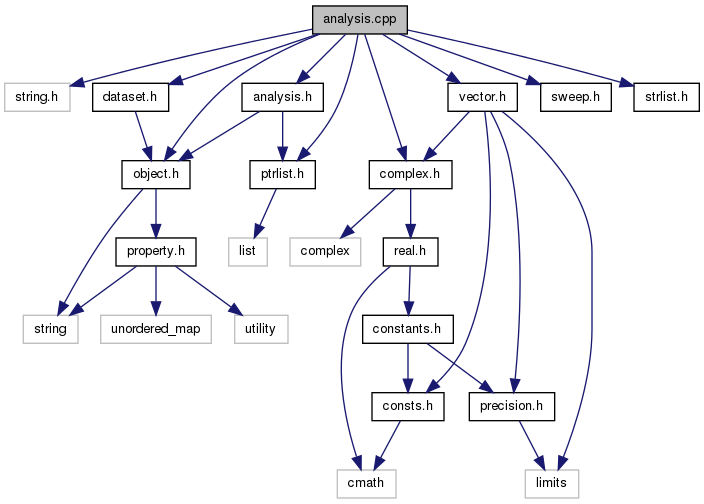 analysis.cpp
string.h
dataset.h
analysis.h
vector.h
sweep.h
strlist.h
object.h
ptrlist.h
complex.h
property.h
list
complex
real.h
string
unordered_map
utility
constants.h
consts.h
precision.h
cmath
limits